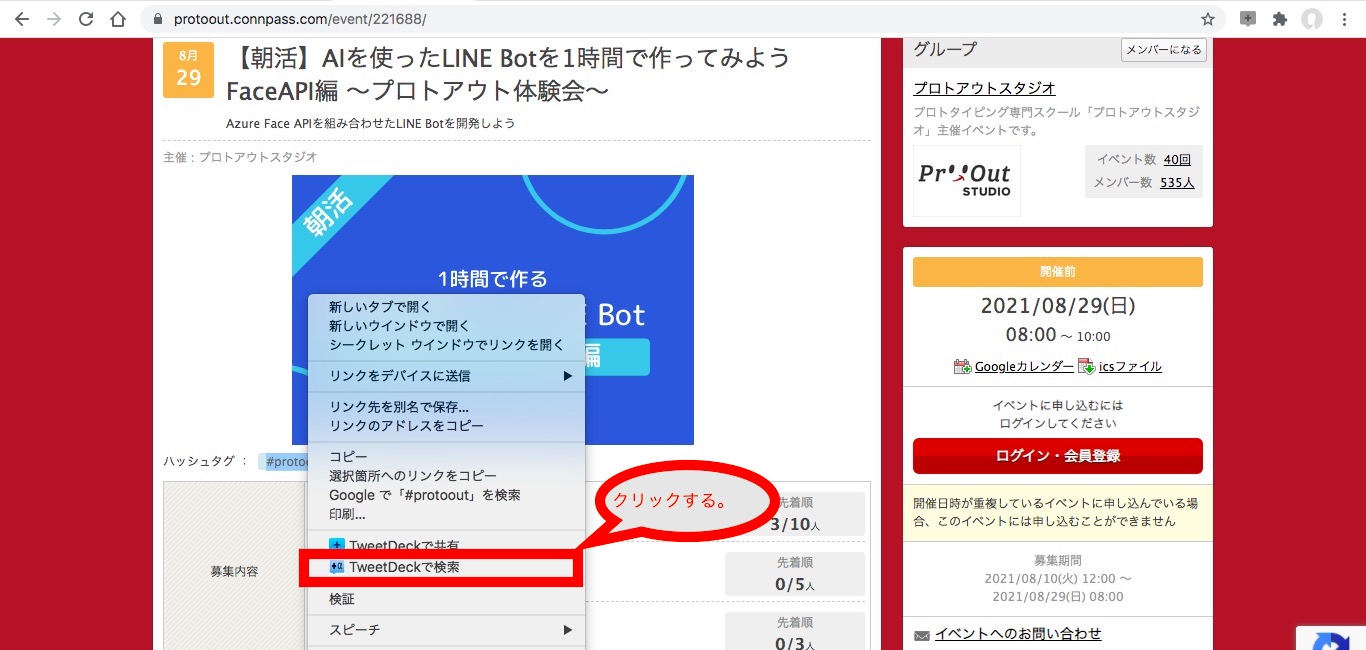 protoout.connpass.com/event/221688/
8月
29
【朝活】AIを使ったLINE Botを1時間で作ってみよう
FaceAPI編 〜プロトアウト体験会〜
Azure Face APIを組み合わせたLINE Botを開発しよう
主催：プロトアウトスタジオ
朝活
1時間で作る
Bot
編
新しいタブで開く
新しいウインドウで開く
シークレット ウインドウでリンクを開く
リンクをデバイスに送信
リンク先を別名で保存...
リンクのアドレスをコピー
コピー
選択箇所へのリンクをコピー
Google で「#protoout」を検索
印刷...
TweetDeckで共有
TweetDeckで検索
検証
スピーチ
クリックする。
ハッシュタグ ：
#protoo
募集内容
先着順
3/10人
先着順
0/5人
先着順
0/3人
グループ
メンバーになる
プロトアウトスタジオ
プロトタイピング専門スクール「プロトアウトスタジ
オ」主催イベントです。
Pr Out
STUDIO
イベント数 40回
メンバー数 535人
開催前
2021/08/29(日)
08:00 〜 10:00
Googleカレンダー icsファイル
イベントに申し込むには
ログインしてください
ログイン・会員登録
開催日時が重複しているイベントに申し込んでいる場
合、このイベントには申し込むことができません
募集期間
2021/08/10(火) 12:00 〜
2021/08/29(日) 08:00
イベントへのお問い合わせ